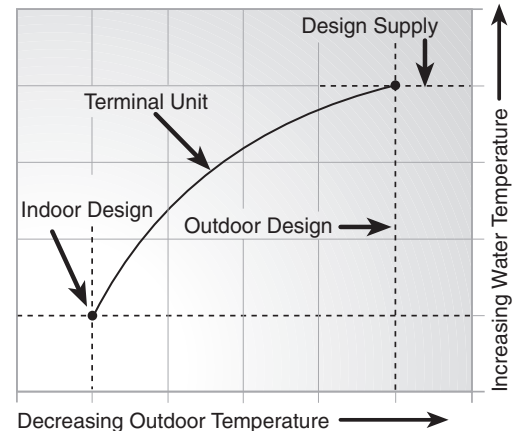 Design Supply
Terminal Unit
Indoor Design
Outdoor Design
Increasing Water Temperature
Decreasing Outdoor Temperature